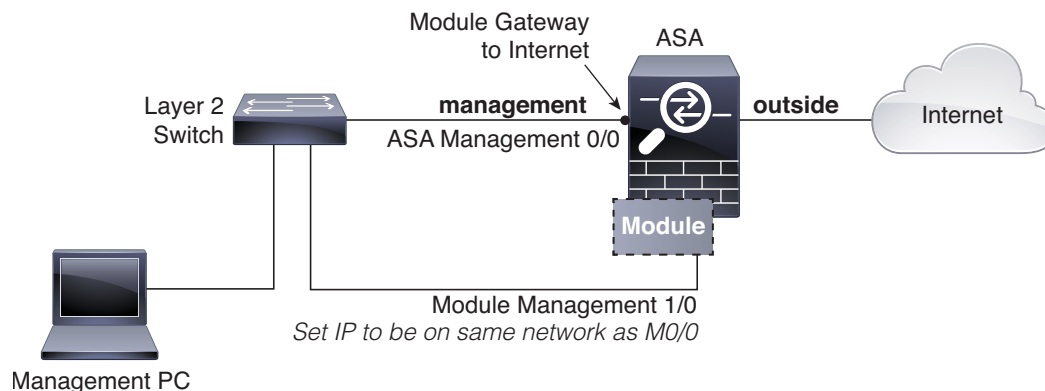 Module Gateway
to Internet
ASA
Layer 2
Switch
management
ASA Management 0/0
outside
Internet
Module
Module Management 1/0
Set IP to be on same network as M0/0
Management PC